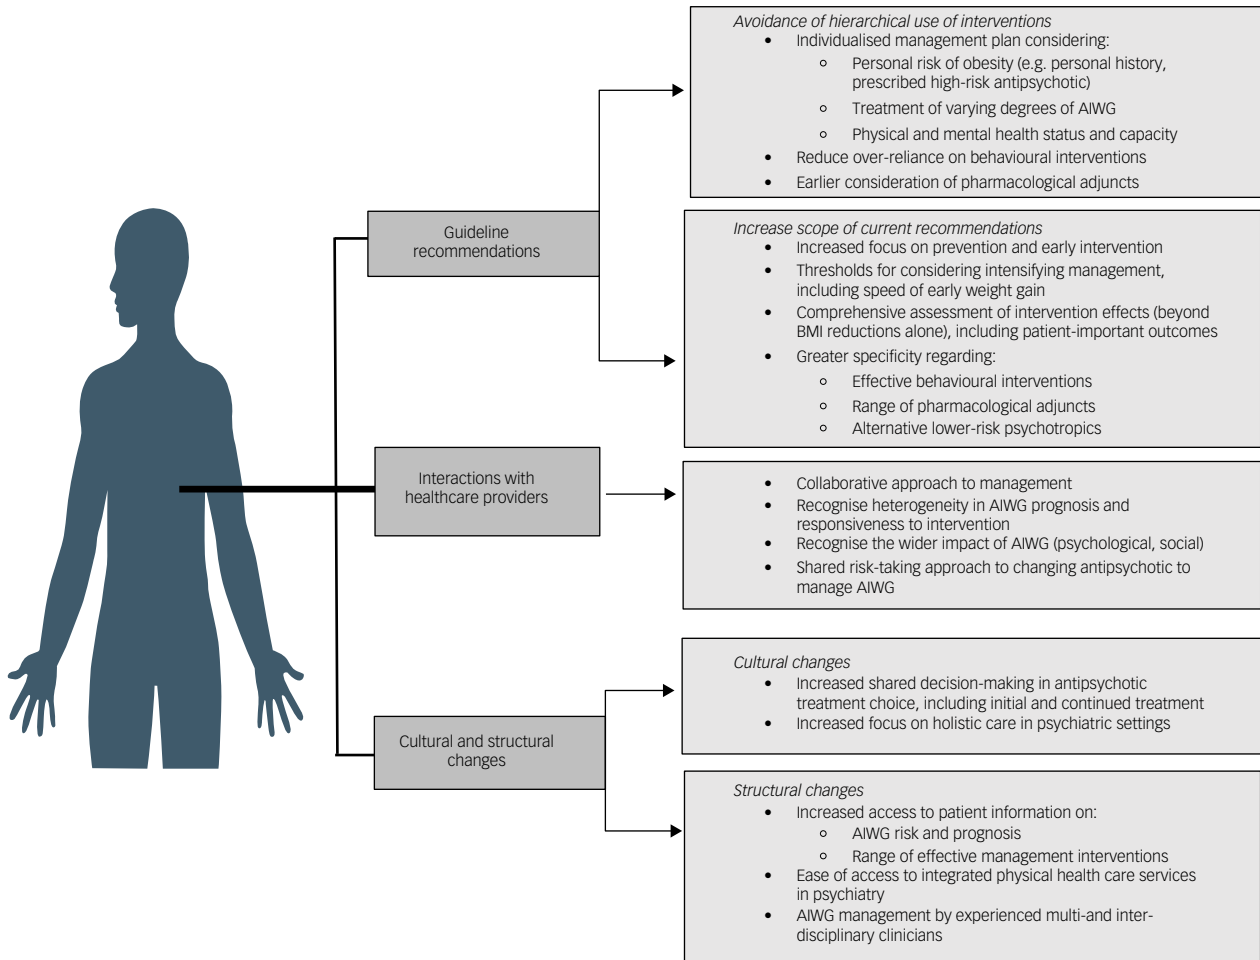 Avoidance of hierarchical use of interventions
• Individualised management plan considering:
○ Personal risk of obesity (e.g. personal history,
prescribed high-risk antipsychotic)
○ Treatment of varying degrees of AIWG
○ Physical and mental health status and capacity
• Reduce over-reliance on behavioural interventions
• Earlier consideration of pharmacological adjuncts
Guideline
recommendations
Increase scope of current recommendations
• Increased focus on prevention and early intervention
• Thresholds for considering intensifying management,
including speed of early weight gain
• Comprehensive assessment of intervention effects (beyond
BMI reductions alone), including patient-important outcomes
• Greater specificity regarding:
○ Effective behavioural interventions
○ Range of pharmacological adjuncts
○ Alternative lower-risk psychotropics
Interactions with
healthcare providers
• Collaborative approach to management
• Recognise heterogeneity in AIWG prognosis and
responsiveness to intervention
• Recognise the wider impact of AIWG (psychological, social)
• Shared risk-taking approach to changing antipsychotic to
manage AIWG
Cultural and structural
changes
Cultural changes
• Increased shared decision-making in antipsychotic
treatment choice, including initial and continued treatment
• Increased focus on holistic care in psychiatric settings
Structural changes
• Increased access to patient information on:
○ AIWG risk and prognosis
○ Range of effective management interventions
• Ease of access to integrated physical health care services
in psychiatry
• AIWG management by experienced multi-and inter-
disciplinary clinicians